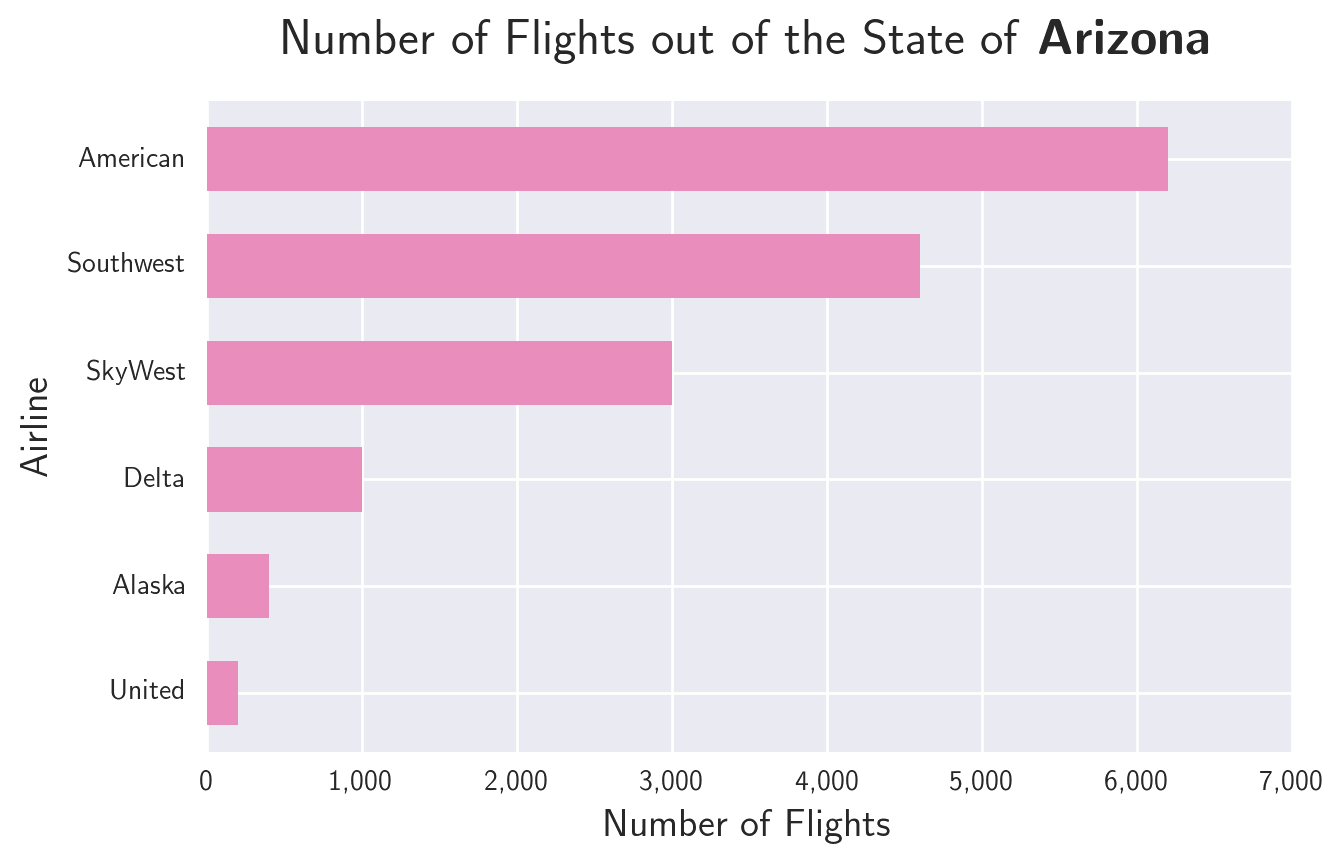 Number of Flights out of the State of Arizona
American
Southwest
SkyWest
Delta
Alaska
United
Airline
0 1,000 2,000 3,000 4,000 5,000 6,000 7,000
Number of Flights